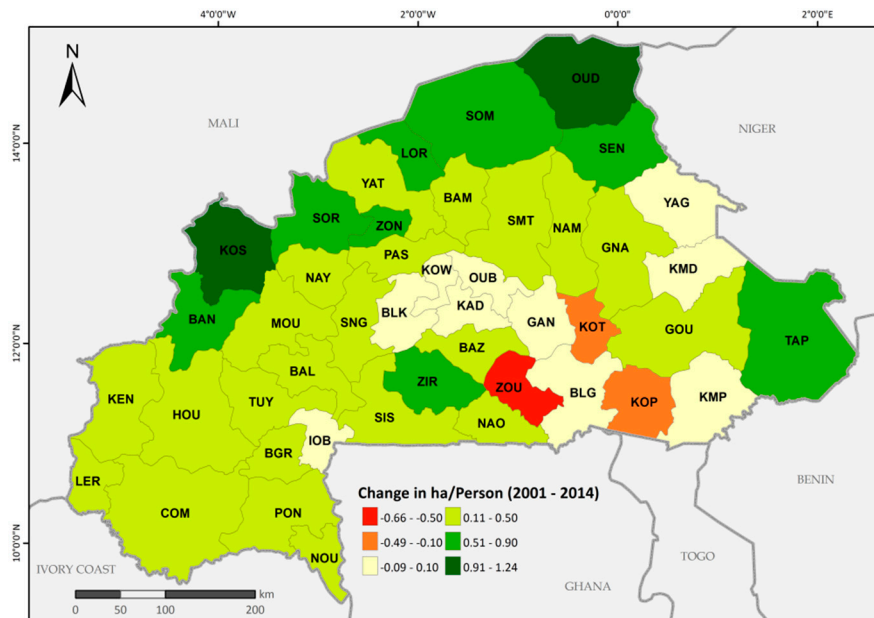 4°0'0"W 2°0'0"W 0°0'0" 2°0'0"E
N
MALI
NIGER
14°0'0"N
12°0'0"N
10°0'0"N
OUD
SOM
LOR
SEN
YAT
BAM
YAG
SOR
ZON
SMT
NAM
GNA
KOS
PAS
KOW
OUB
KMD
NAY
BLK
KAD
BAN
MOU
SNG
GAN
KOT
GOU
TAP
BAZ
BAL
ZIR
ZOU
BLG
KOP
KMP
KEN
HOU
TUY
SIS
NAO
IOB
BGR
LER
COM
PON
NOU
BENIN
TOGO
GHANA
IVORY COAST
Change in ha/Person (2001 - 2014)
-0.66 - -0.50 0.11 - 0.50
-0.49 - -0.10 0.51 - 0.90
-0.09 - 0.10 0.91 - 1.24
km
0 50 100 200